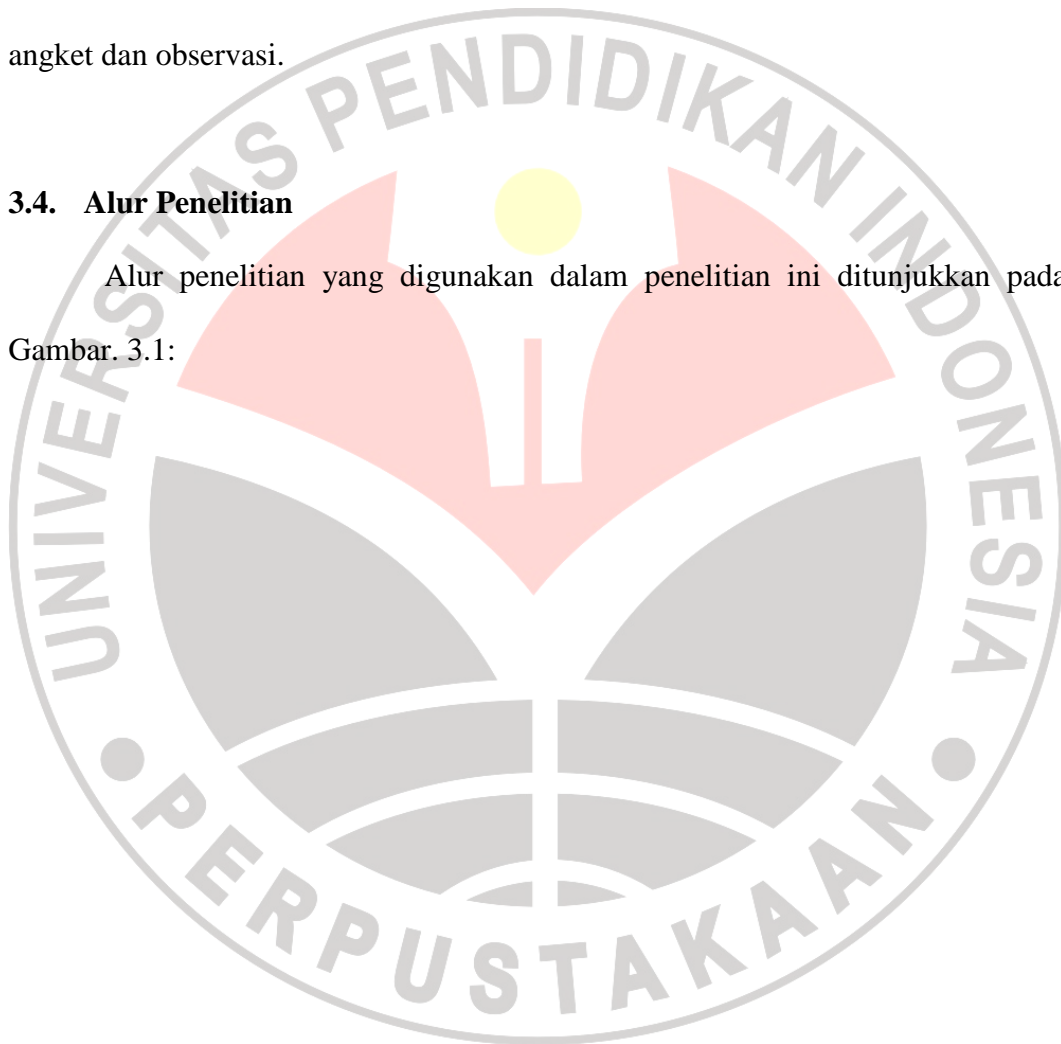 angket dan observasi.
3.4. Alur Penelitian
Alur penelitian yang digunakan dalam penelitian ini ditunjukkan pada
Gambar. 3.1:
UNIVERSITAS PENDIDIKAN INDONESIA
PERPUSTAKAAN